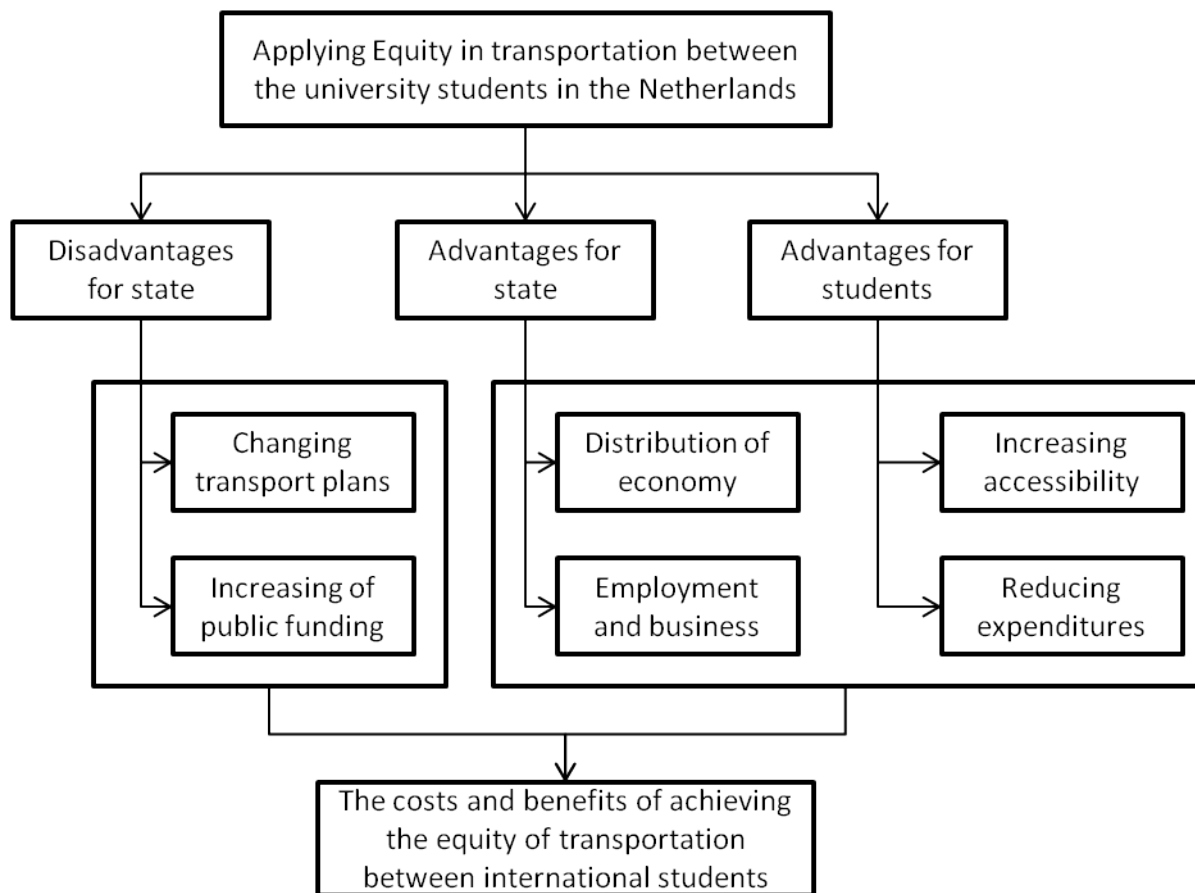 Applying Equity in transportation between
the university students in the Netherlands
Disadvantages
for state
Advantages for
state
Advantages for
students
Changing
transport plans
Distribution of
economy
Increasing
accessibility
Increasing of
public funding
Employment
and business
Reducing
expenditures
The costs and benefits of achieving
the equity of transportation
between international students